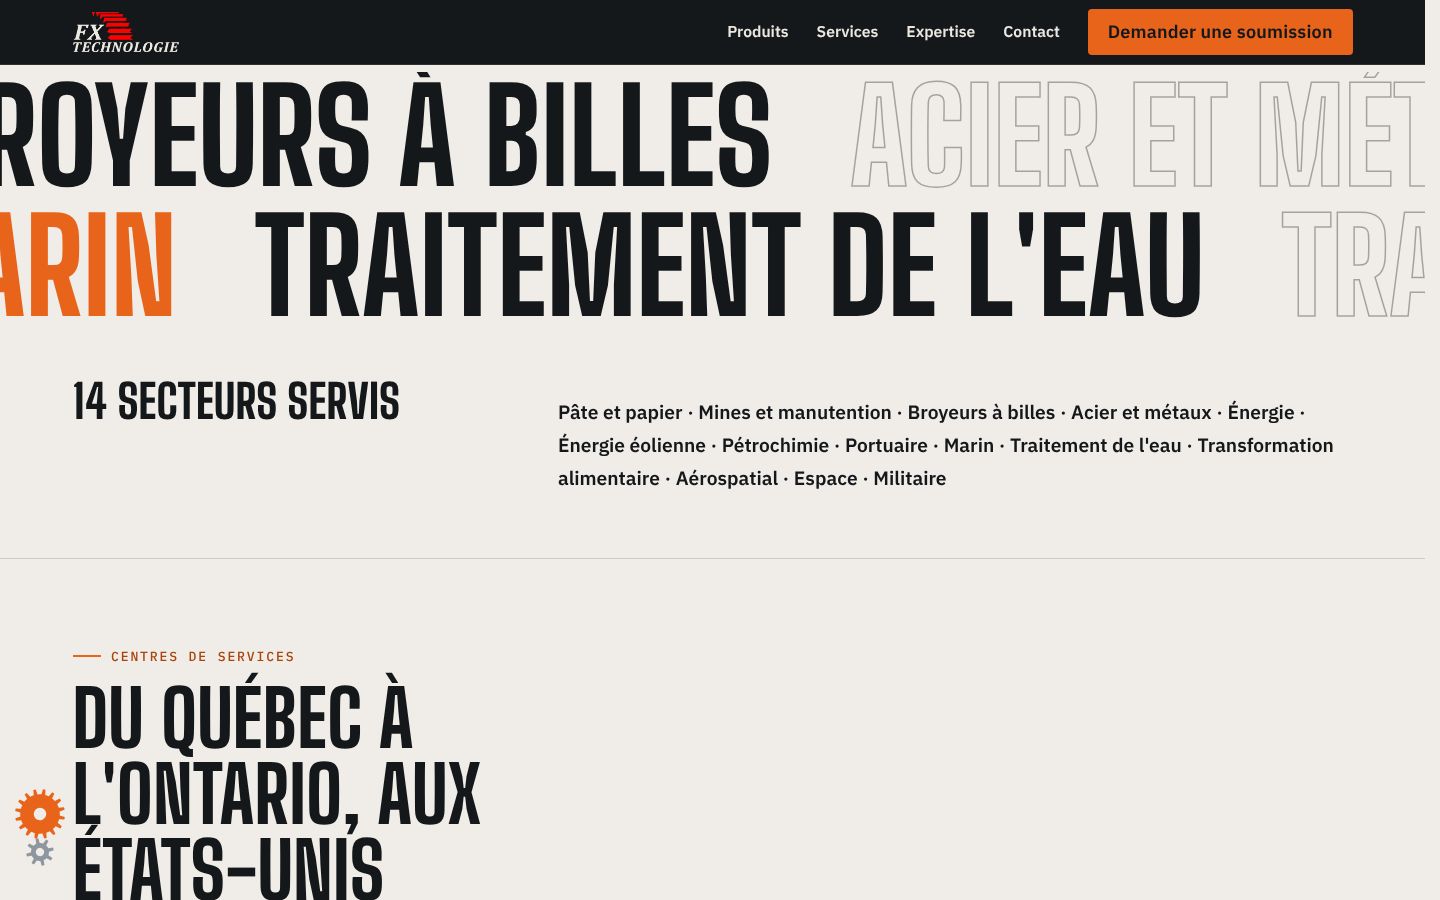 FX
TECHNOLOGIE
Produits Services Expertise Contact Demander une soumission
ROYEURS À BILLES ACIER ET MÉT
ARIN TRAITEMENT DE L'EAU TRA
14 SECTEURS SERVIS
Pâte et papier · Mines et manutention · Broyeurs à billes · Acier et métaux · Énergie ·
Énergie éolienne · Pétrochimie · Portuaire · Marin · Traitement de l'eau · Transformation
alimentaire · Aérospatial · Espace · Militaire
CENTRES DE SERVICES
DU QUÉBEC À
L'ONTARIO, AUX
ÉTATS-UNIS